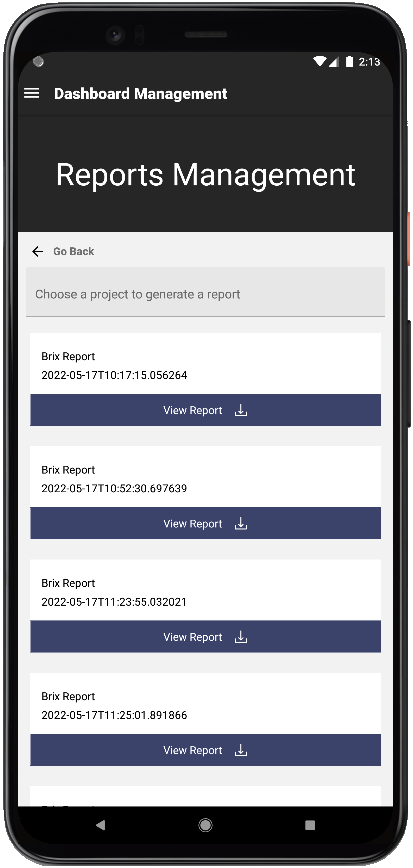 2:13
Dashboard Management
Reports Management
Go Back
Choose a project to generate a report
Brix Report
2022-05-17T10:17:15.056264
View Report
Brix Report
2022-05-17T10:52:30.697639
View Report
Brix Report
2022-05-17T11:23:55.032021
View Report
Brix Report
2022-05-17T11:25:01.891866
View Report